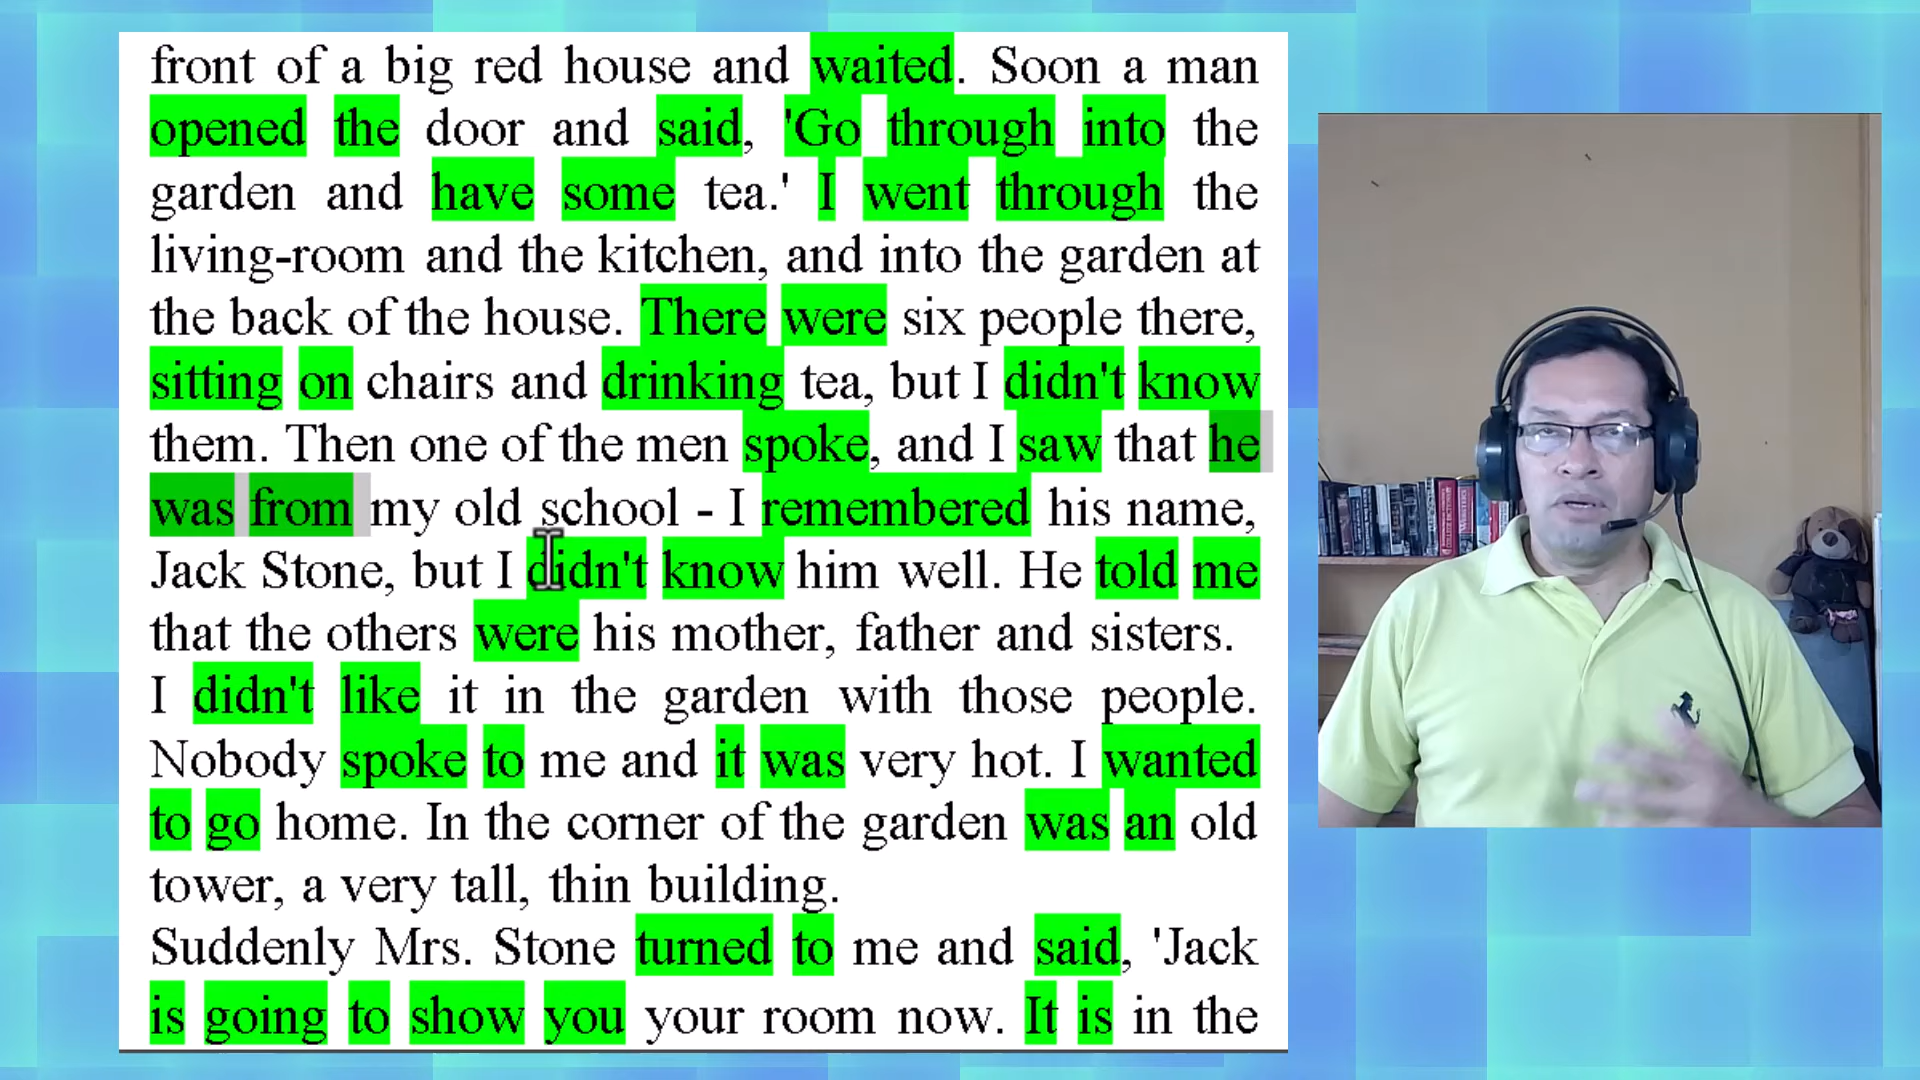 front of a big red house and waited. Soon a man
opened the door and said, 'Go through into the
garden and have some tea.' I went through the
living-room and the kitchen, and into the garden at
the back of the house. There were six people there,
sitting on chairs and drinking tea, but I didn't know
them. Then one of the men spoke, and I saw that he
was from my old school - I remembered his name,
Jack Stone, but I didn't know him well. He told me
that the others were his mother, father and sisters.
I didn't like it in the garden with those people.
Nobody spoke to me and it was very hot. I wanted
to go home. In the corner of the garden was an old
tower, a very tall, thin building.
Suddenly Mrs. Stone turned to me and said, 'Jack
is going to show you your room now. It is in the